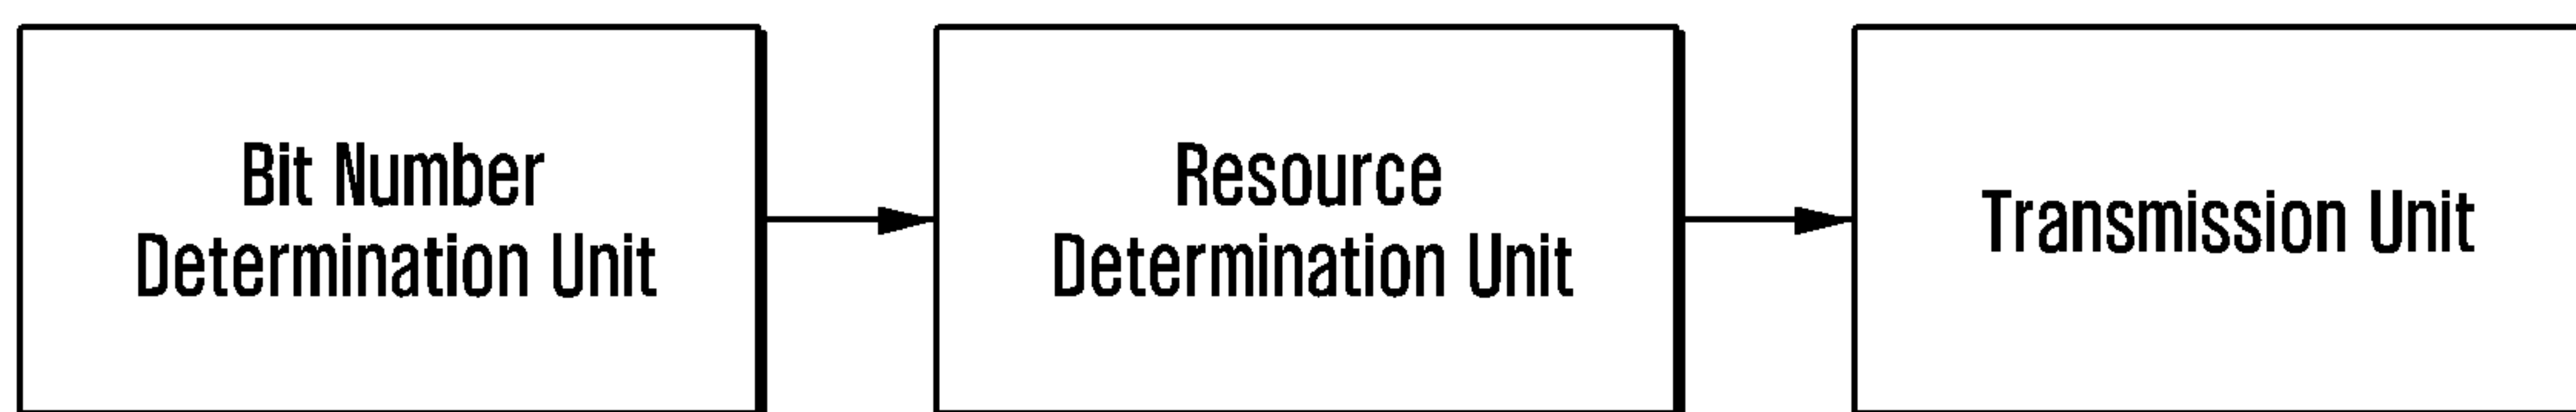 Bit Number
Determination Unit
Resource
Determination Unit
Transmission Unit